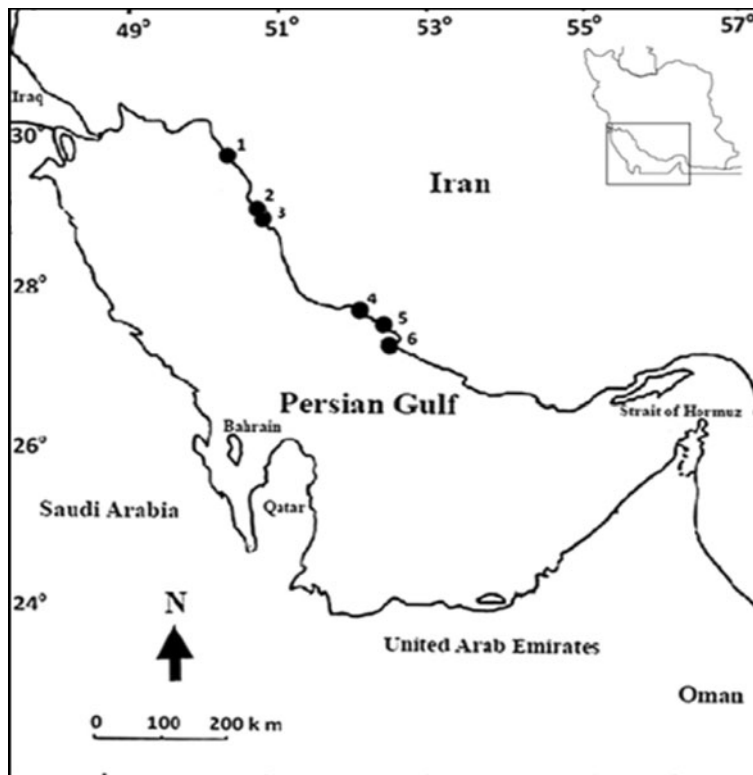 49° 51° 53° 55° 57°
Iraq
30°
1
2
3
Iran
28°
4
5
6
Persian Gulf
Strait of Hormuz
Bahrain
26°
Saudi Arabia
Qatar
24°
N
United Arab Emirates
Oman
0 100 200 km